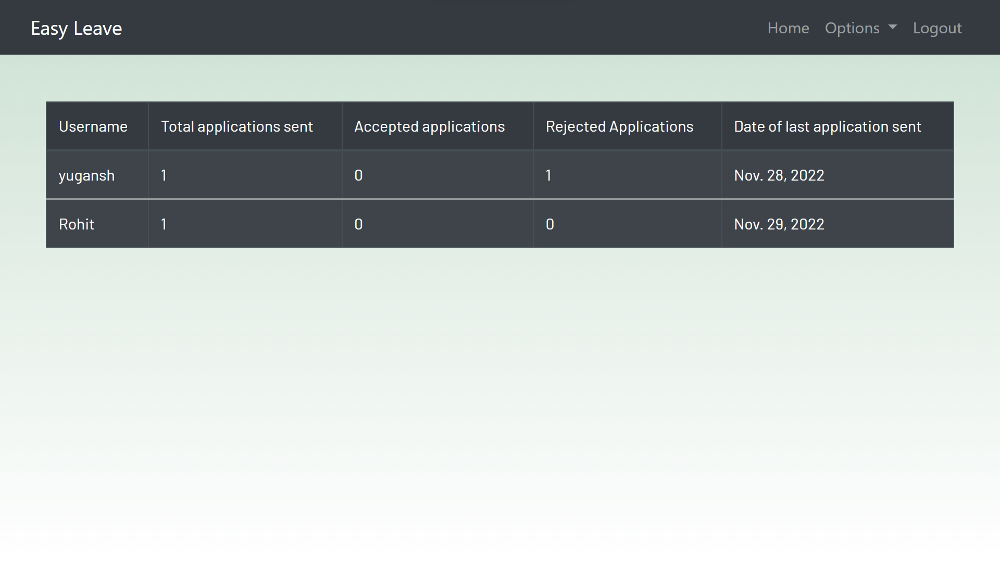 Easy Leave Home Options Logout
Username Total applications sent Accepted applications Rejected Applications Date of last application sent
yugansh 1 0 1 Nov. 28, 2022
Rohit 1 0 0 Nov. 29, 2022